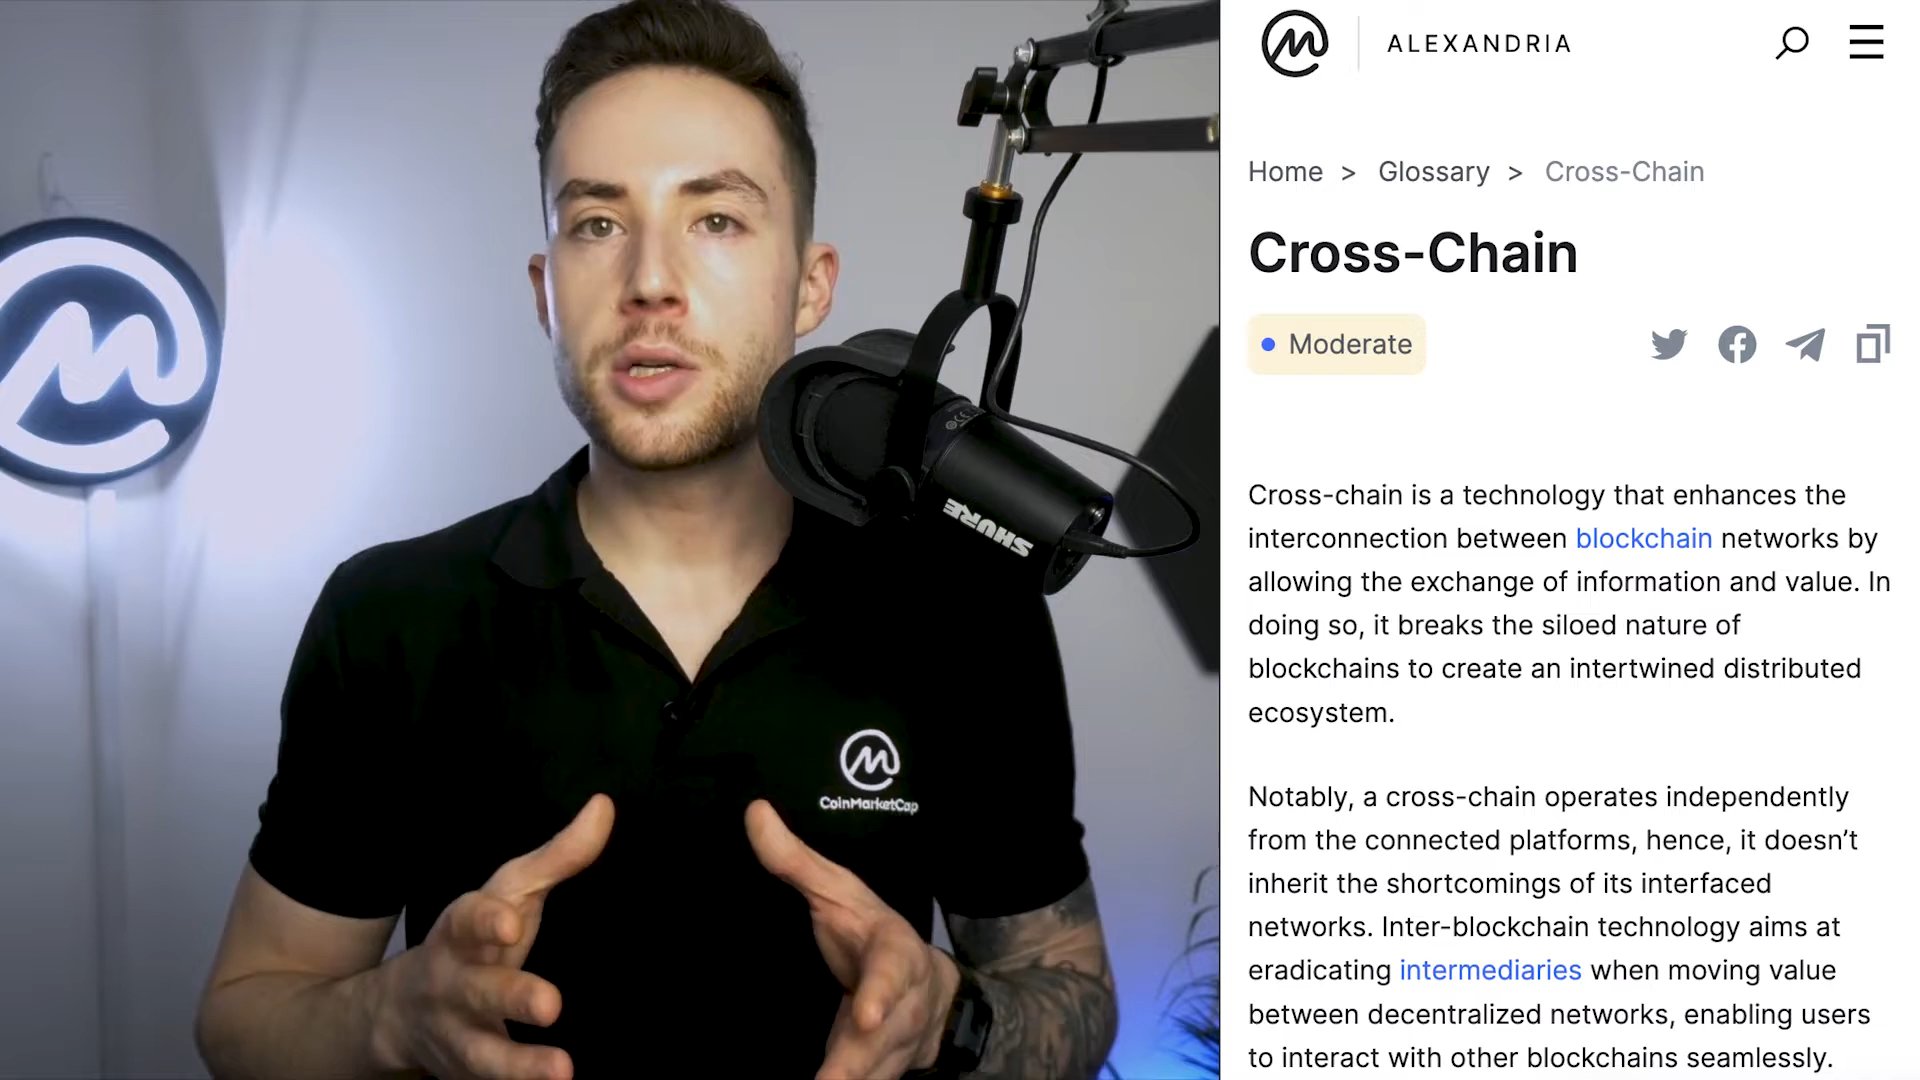 CoinMarketCap
SHURE
ALEXANDRIA
Home > Glossary > Cross-Chain
Cross-Chain
Moderate
Cross-chain is a technology that enhances the
interconnection between blockchain networks by
allowing the exchange of information and value. In
doing so, it breaks the siloed nature of
blockchains to create an intertwined distributed
ecosystem.
Notably, a cross-chain operates independently
from the connected platforms, hence, it doesn’t
inherit the shortcomings of its interfaced
networks. Inter-blockchain technology aims at
eradicating intermediaries when moving value
between decentralized networks, enabling users
to interact with other blockchains seamlessly.